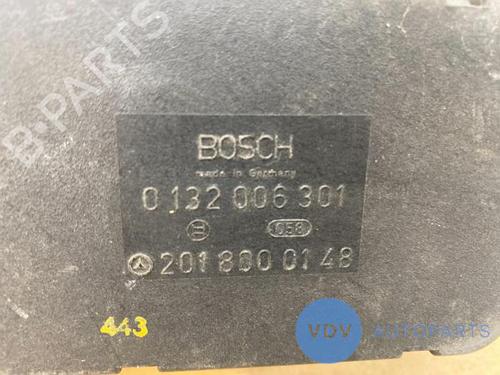 B-PARTS
BOSCH
made in Germany
0 132 006 301
058
201 800 01 48
443
VDV AUTOPARTS